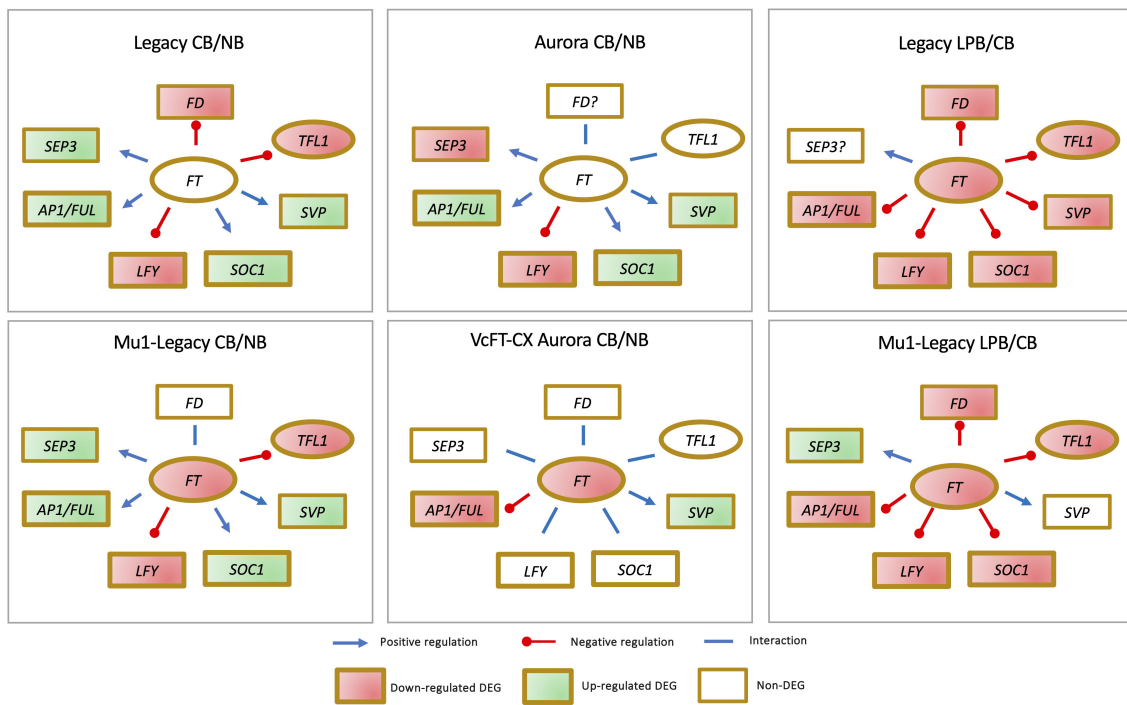 Legacy CB/NB
FD
TFL1
SEP3
FT
AP1/FUL
SVP
LFY
SOC1
Aurora CB/NB
FD?
TFL1
SEP3
FT
AP1/FUL
SVP
LFY
SOC1
Legacy LPB/CB
FD
TFL1
SEP3?
FT
AP1/FUL
SVP
LFY
SOC1
Mu1-Legacy CB/NB
FD
TFL1
SEP3
FT
AP1/FUL
SVP
LFY
SOC1
VcFT-CX Aurora CB/NB
FD
TFL1
SEP3
FT
AP1/FUL
SVP
LFY
SOC1
Mu1-Legacy LPB/CB
FD
TFL1
SEP3
FT
AP1/FUL
SVP
LFY
SOC1
Positive regulation
Negative regulation
Interaction
Down-regulated DEG
Up-regulated DEG
Non-DEG